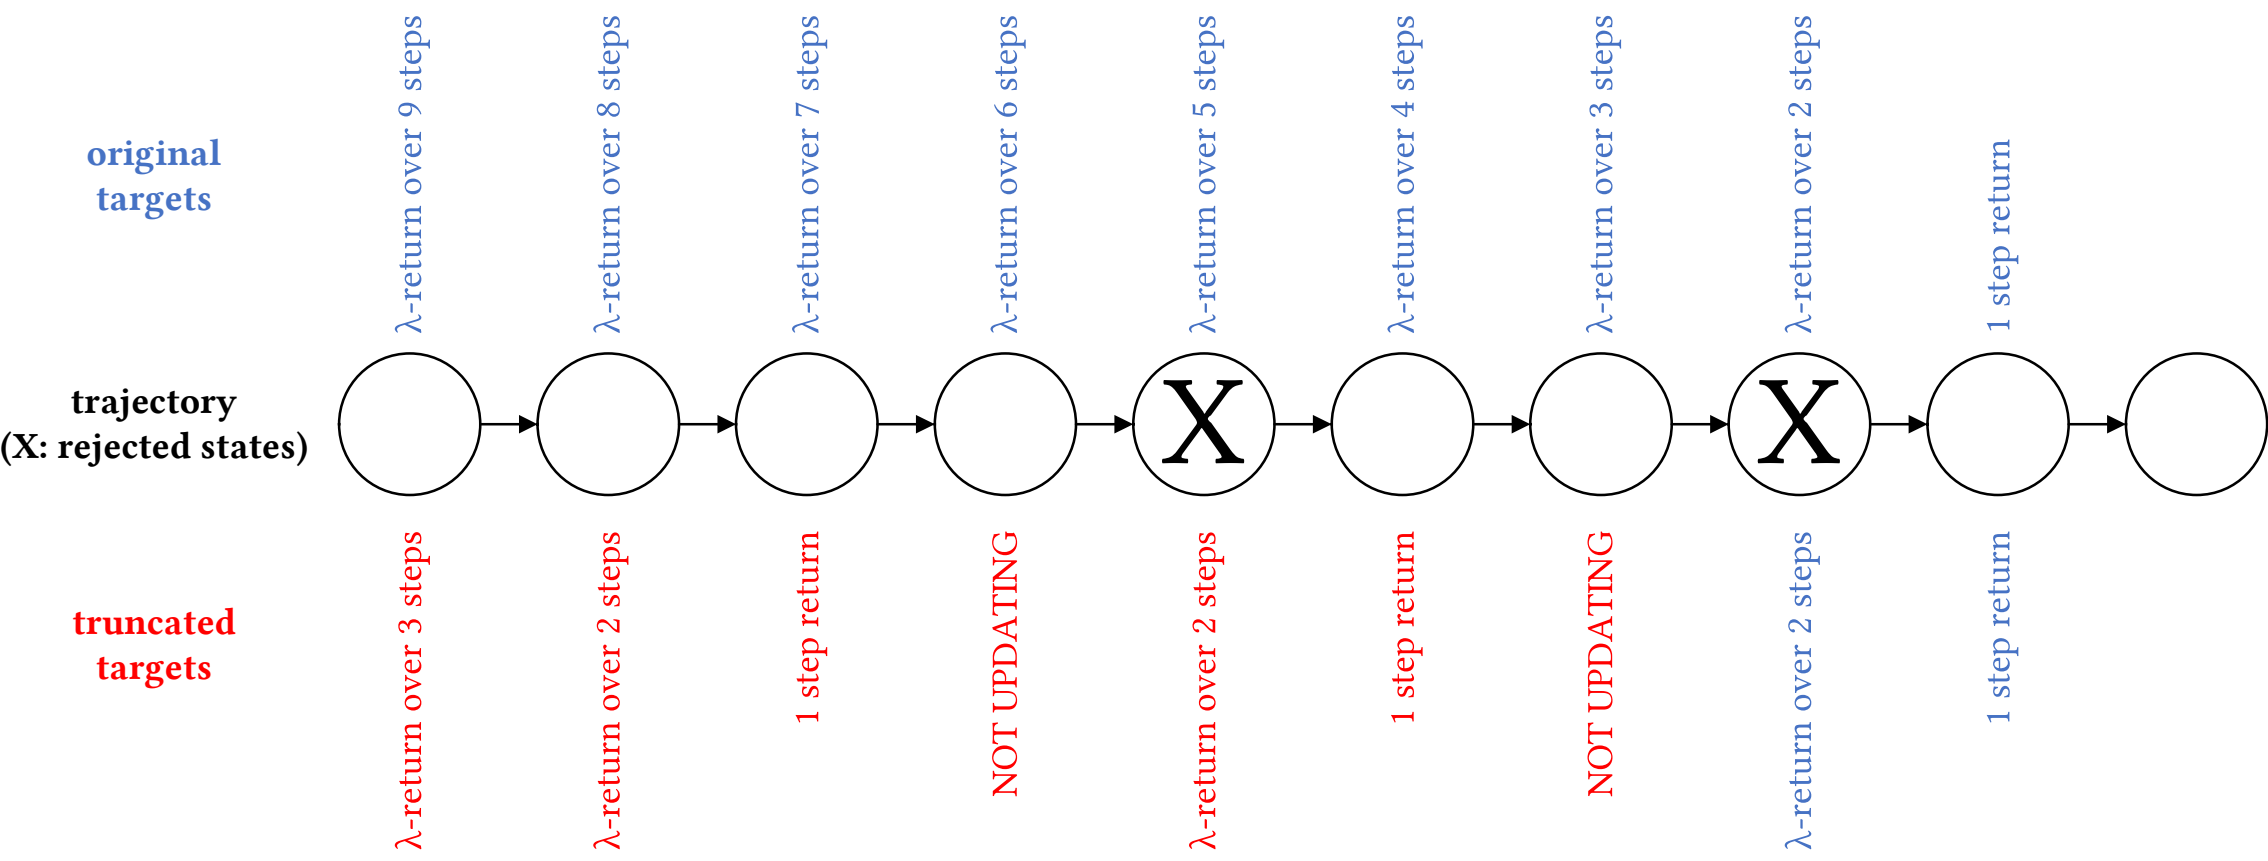 original
targets
λ-return over 9 steps
λ-return over 8 steps
λ-return over 7 steps
λ-return over 6 steps
λ-return over 5 steps
λ-return over 4 steps
λ-return over 3 steps
λ-return over 2 steps
1 step return
trajectory
(X: rejected states)
X
X
truncated
targets
λ-return over 3 steps
λ-return over 2 steps
1 step return
NOT UPDATING
λ-return over 2 steps
1 step return
NOT UPDATING
λ-return over 2 steps
1 step return